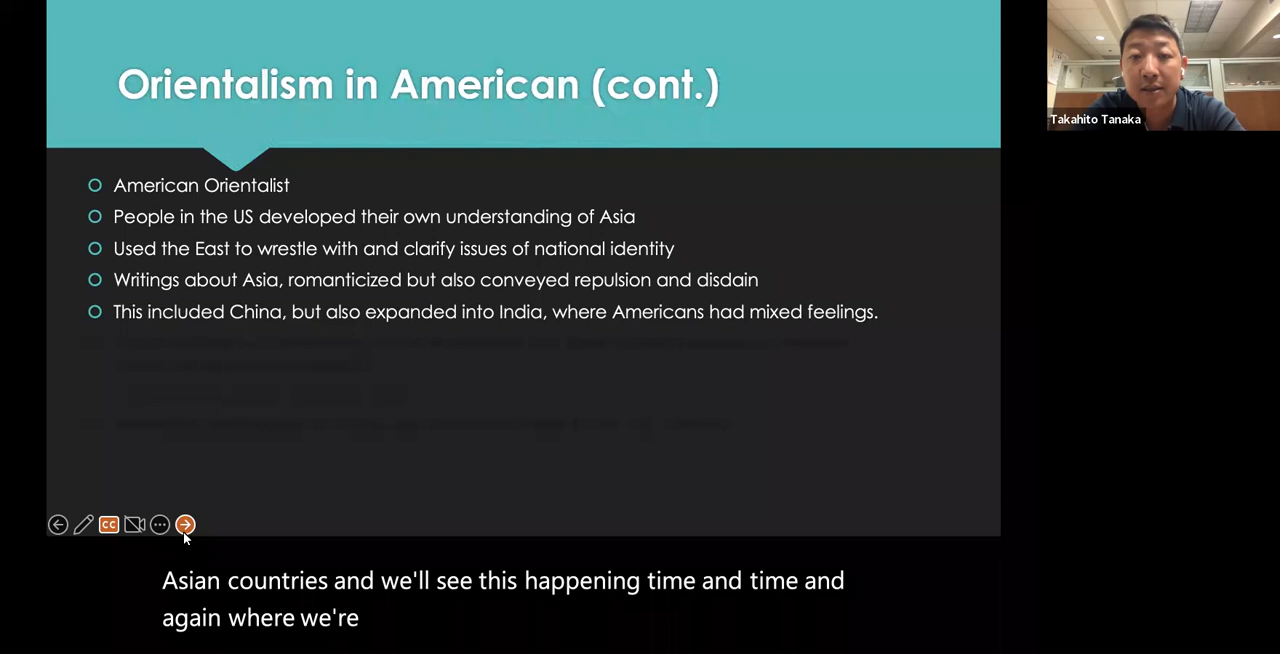 Orientalism in American (cont.)
American Orientalist
People in the US developed their own understanding of Asia
Used the East to wrestle with and clarify issues of national identity
Writings about Asia, romanticized but also conveyed repulsion and disdain
This included China, but also expanded into India, where Americans had mixed feelings.
CC
Takahito Tanaka
Asian countries and we'll see this happening time and time and
again where we're